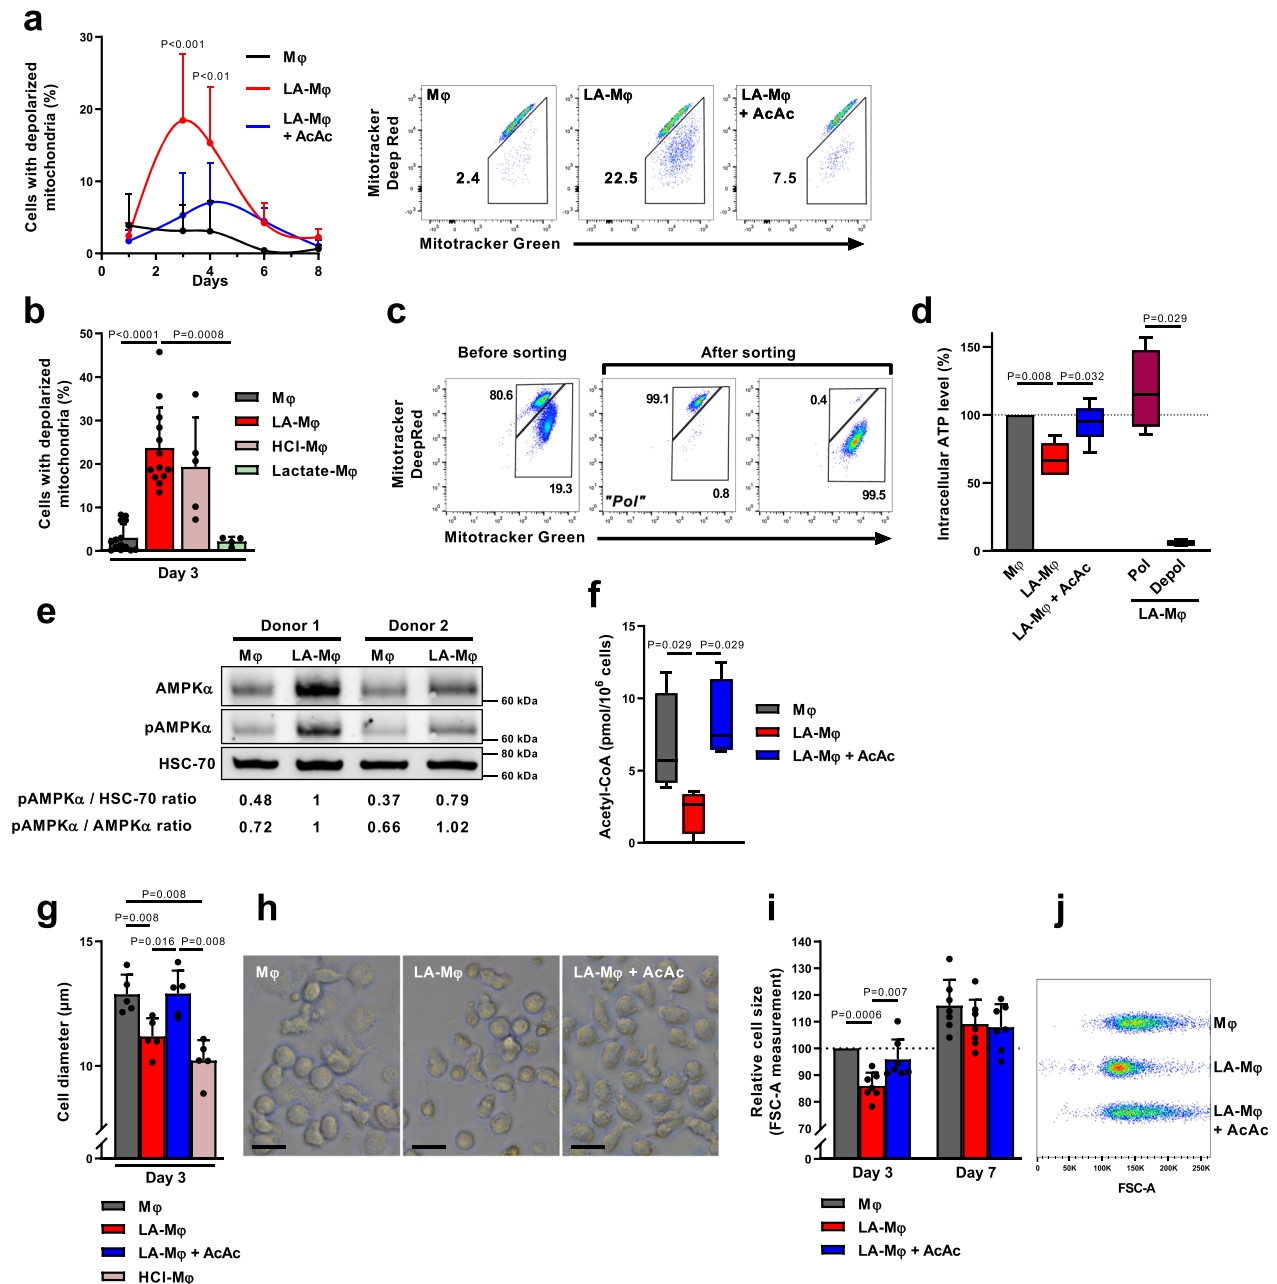 a
Cells with depolarized
mitochondria (%)
30
20
10
0
0
2
4
6
8
Days
P<0.001
P<0.01
Mφ
LA-Mφ
LA-Mφ
+ AcAc
Mitotracker
Deep Red
Mφ
LA-Mφ
LA-Mφ
+ AcAc
2.4
22.5
7.5
Mitotracker Green
b
Cells with depolarized
mitochondria (%)
50
40
30
20
10
0
P<0.0001
P=0.0008
Day 3
Mφ
LA-Mφ
HCl-Mφ
Lactate-Mφ
c
Before sorting
After sorting
Mitotracker
DeepRed
80.6
19.3
99.1
"Pol"
0.8
0.4
99.5
Mitotracker Green
d
Intracellular ATP level (%)
150
100
50
0
P=0.008
P=0.032
P=0.029
Mφ
LA-Mφ
LA-Mφ + AcAc
Pol
Depol
LA-Mφ
e
Donor 1
Donor 2
Mφ
LA-Mφ
Mφ
LA-Mφ
AMPKα
60 kDa
pAMPKα
60 kDa
80 kDa
HSC-70
60 kDa
pAMPKα / HSC-70 ratio
0.48
1
0.37
0.79
pAMPKα / AMPKα ratio
0.72
1
0.66
1.02
f
Acetyl-CoA (pmol/10⁶ cells)
15
10
5
0
P=0.029
P=0.029
Mφ
LA-Mφ
LA-Mφ + AcAc
g
Cell diameter (µm)
15
10
0
P=0.008
P=0.008
P=0.016
P=0.008
Day 3
Mφ
LA-Mφ
LA-Mφ + AcAc
HCl-Mφ
h
Mφ
LA-Mφ
LA-Mφ + AcAc
i
Relative cell size
(FSC-A measurement)
140
130
120
110
100
90
80
70
0
P=0.0006
P=0.007
Day 3
Day 7
Mφ
LA-Mφ
LA-Mφ + AcAc
j
Mφ
LA-Mφ
LA-Mφ
+ AcAc
0
50K
100K
150K
200K
250K
FSC-A